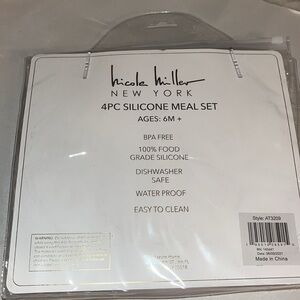 nicole miller
NEW YORK
4PC SILICONE MEAL SET
AGES: 6M +
BPA FREE
100% FOOD
GRADE SILICONE
DISHWASHER
SAFE
WATER PROOF
EASY TO CLEAN
Style: AT3209
WARNING:
Made in China